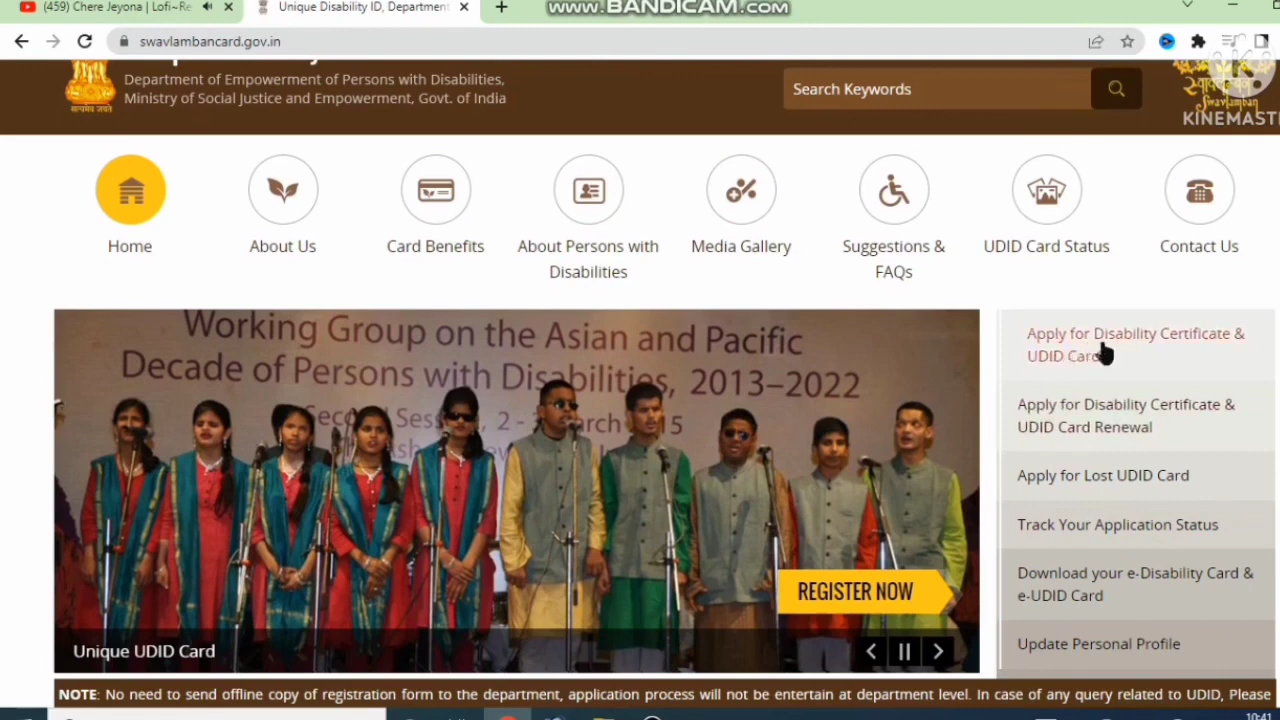 (459) Chere Jeyona | Lofi~Re
Unique Disability ID, Department
www.BANDICAM.com
swavlambancard.gov.in
Department of Empowerment of Persons with Disabilities,
Ministry of Social Justice and Empowerment, Govt. of India
सत्यमेव जयते
Search Keywords
KINEMAST
Home
About Us
Card Benefits
About Persons with
Disabilities
Media Gallery
Suggestions &
FAQs
UDID Card Status
Contact Us
Working Group on the Asian and Pacific
Decade of Persons with Disabilities, 2013–2022
REGISTER NOW
Unique UDID Card
Apply for Disability Certificate &
UDID Card
Apply for Disability Certificate &
UDID Card Renewal
Apply for Lost UDID Card
Track Your Application Status
Download your e-Disability Card &
e-UDID Card
Update Personal Profile
NOTE: No need to send offline copy of registration form to the department, application process will not be entertain at department level. In case of any query related to UDID, Please
10:41